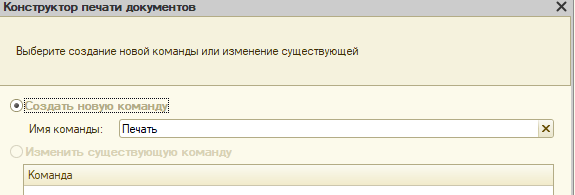 Конструктор печати документов
Выберите создание новой команды или изменение существующей
Создать новую команду
Имя команды: Печать
Изменить существующую команду
Команда